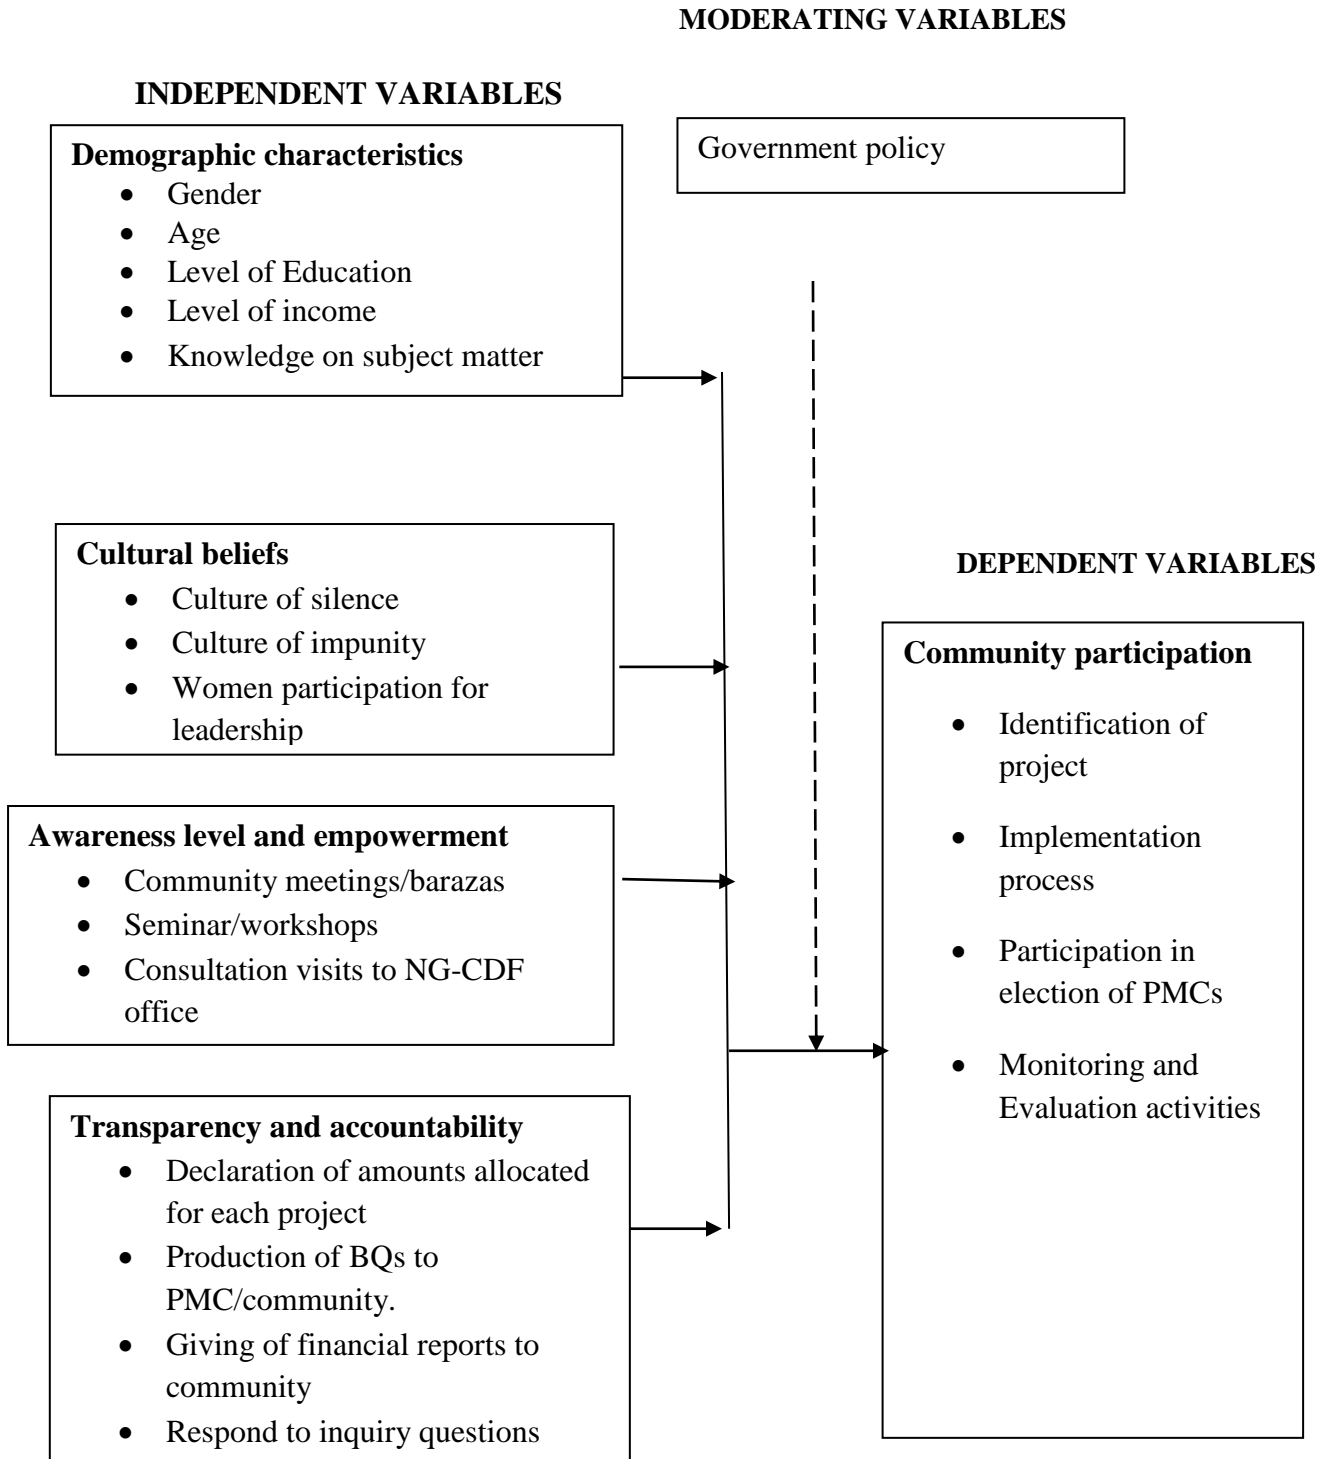 MODERATING VARIABLES
INDEPENDENT VARIABLES
Demographic characteristics
• Gender
• Age
• Level of Education
• Level of income
• Knowledge on subject matter
Government policy
Cultural beliefs
• Culture of silence
• Culture of impunity
• Women participation for
leadership
Awareness level and empowerment
• Community meetings/barazas
• Seminar/workshops
• Consultation visits to NG-CDF
office
Transparency and accountability
• Declaration of amounts allocated
for each project
• Production of BQs to
PMC/community.
• Giving of financial reports to
community
• Respond to inquiry questions
DEPENDENT VARIABLES
Community participation
• Identification of
project
• Implementation
process
• Participation in
election of PMCs
• Monitoring and
Evaluation activities